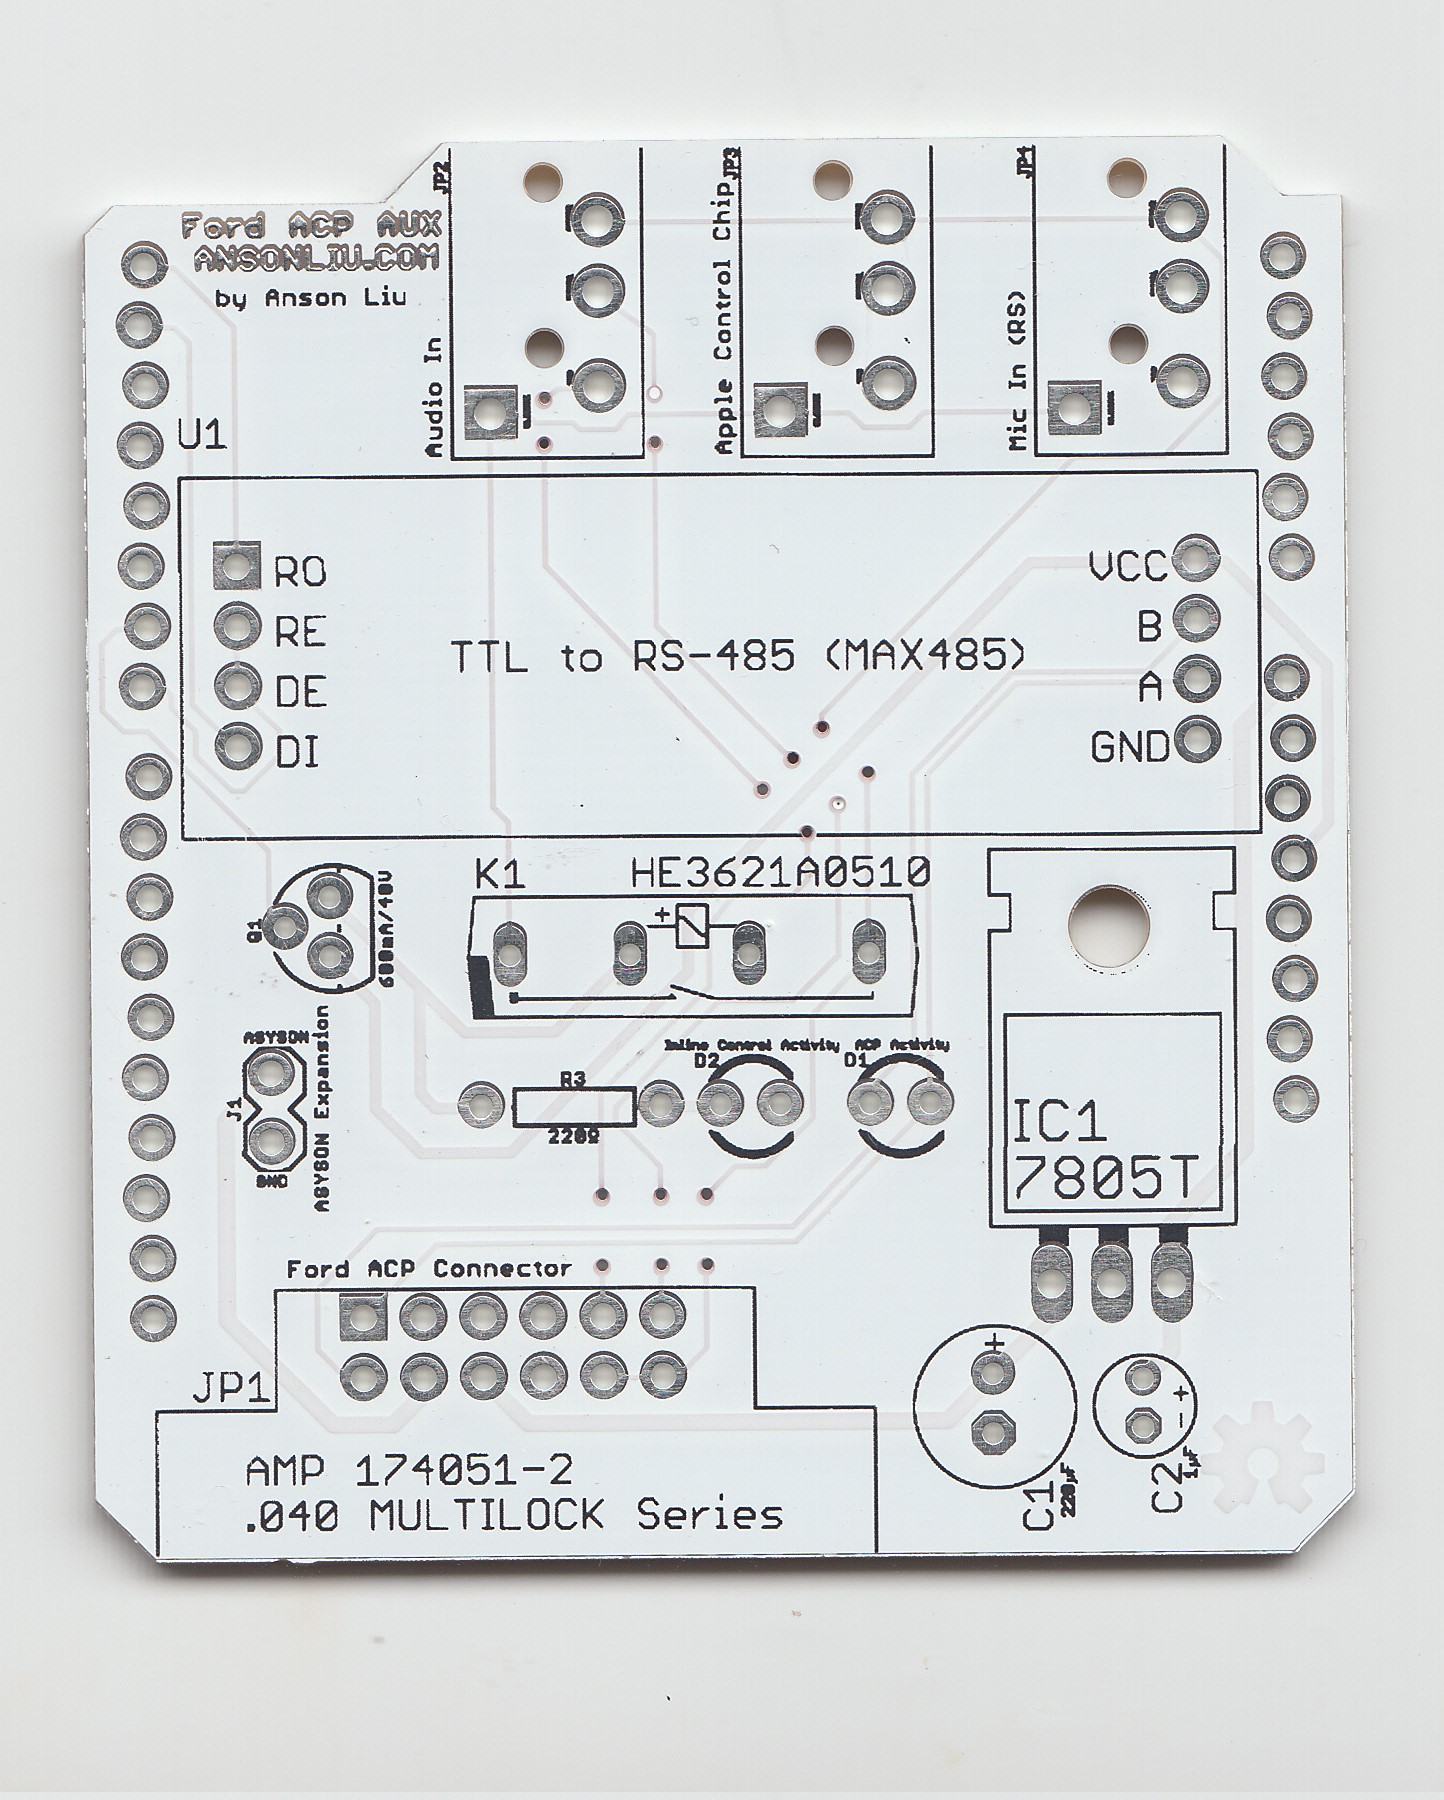 Ford ACP AUX
ANSONLIU.COM
by Anson Liu
JP2
Audio In
JP3
Apple Control Chip
JP4
Mic In (RS)
U1
RO
RE
DE
DI
TTL to RS-485 (MAX485)
VCC
B
A
GND
K1
HE3621A0510
+
Q1
600mA/40V
ASYSON
J1
GND
ASYSON Expansion
R3
220Ω
Inline Control Activity
D2
ACP Activity
D1
IC1
7805T
Ford ACP Connector
JP1
AMP 174051-2
.040 MULTILOCK Series
+
C1
220µF
- +
C2
1µF